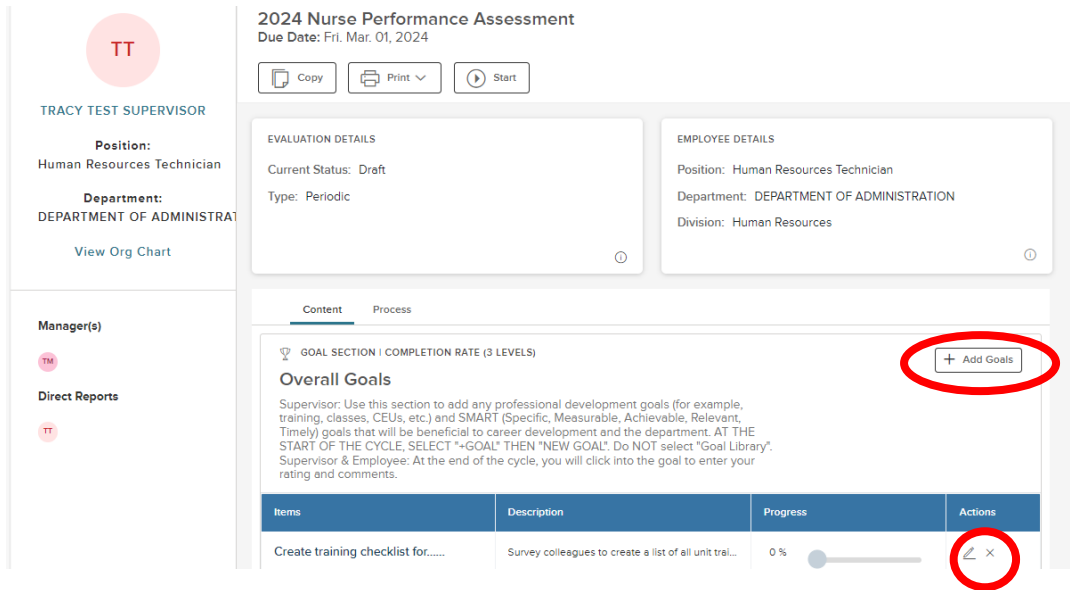 TT
TRACY TEST SUPERVISOR
Position:
Human Resources Technician
Department:
DEPARTMENT OF ADMINISTRAT
View Org Chart
Manager(s)
TM
Direct Reports
TT
2024 Nurse Performance Assessment
Due Date: Fri. Mar. 01, 2024
Copy
Print
Start
EVALUATION DETAILS
Current Status: Draft
Type: Periodic
EMPLOYEE DETAILS
Position: Human Resources Technician
Department: DEPARTMENT OF ADMINISTRATION
Division: Human Resources
Content Process
GOAL SECTION | COMPLETION RATE (3 LEVELS)
+ Add Goals
Overall Goals
Supervisor: Use this section to add any professional development goals (for example,
training, classes, CEUs, etc.) and SMART (Specific, Measurable, Achievable, Relevant,
Timely) goals that will be beneficial to career development and the department. AT THE
START OF THE CYCLE, SELECT "+GOAL" THEN "NEW GOAL". Do NOT select "Goal Library".
Supervisor & Employee: At the end of the cycle, you will click into the goal to enter your
rating and comments.
Items Description Progress Actions
Create training checklist for...... Survey colleagues to create a list of all unit trai... 0 %